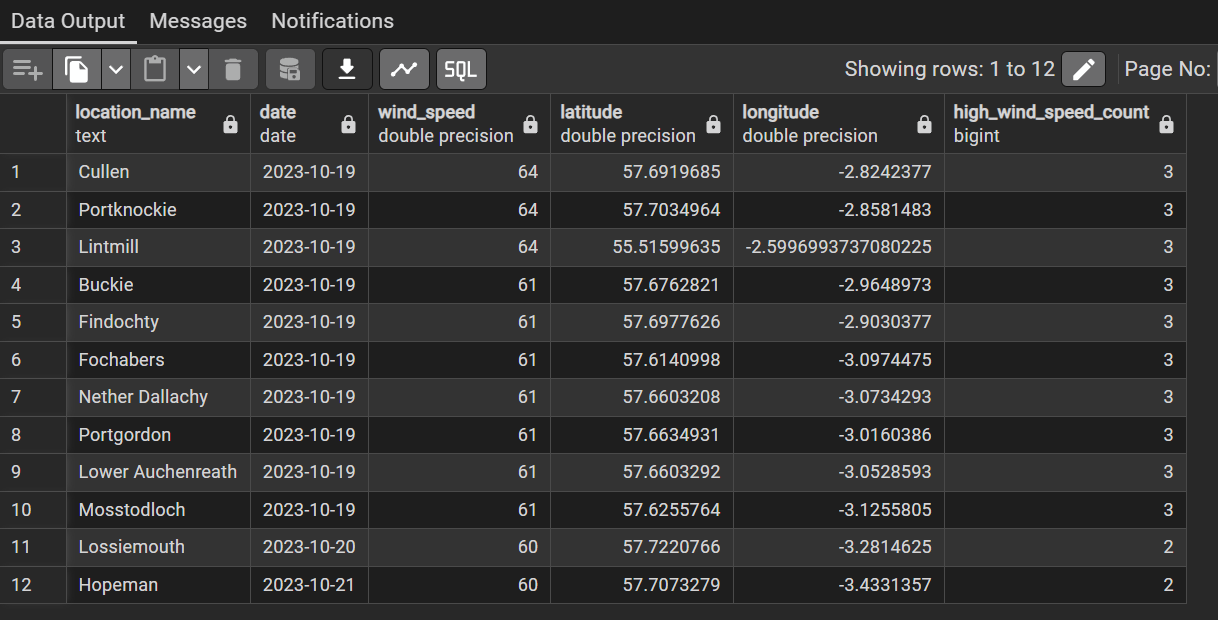 Data Output Messages Notifications
SQL Showing rows: 1 to 12 Page No:
location_name date wind_speed latitude longitude high_wind_speed_count
text date double precision double precision double precision bigint
1 Cullen 2023-10-19 64 57.6919685 -2.8242377 3
2 Portknockie 2023-10-19 64 57.7034964 -2.8581483 3
3 Lintmill 2023-10-19 64 55.51599635 -2.5996993737080225 3
4 Buckie 2023-10-19 61 57.6762821 -2.9648973 3
5 Findochty 2023-10-19 61 57.6977626 -2.9030377 3
6 Fochabers 2023-10-19 61 57.6140998 -3.0974475 3
7 Nether Dallachy 2023-10-19 61 57.6603208 -3.0734293 3
8 Portgordon 2023-10-19 61 57.6634931 -3.0160386 3
9 Lower Auchenreath 2023-10-19 61 57.6603292 -3.0528593 3
10 Mosstodloch 2023-10-19 61 57.6255764 -3.1255805 3
11 Lossiemouth 2023-10-20 60 57.7220766 -3.2814625 2
12 Hopeman 2023-10-21 60 57.7073279 -3.4331357 2